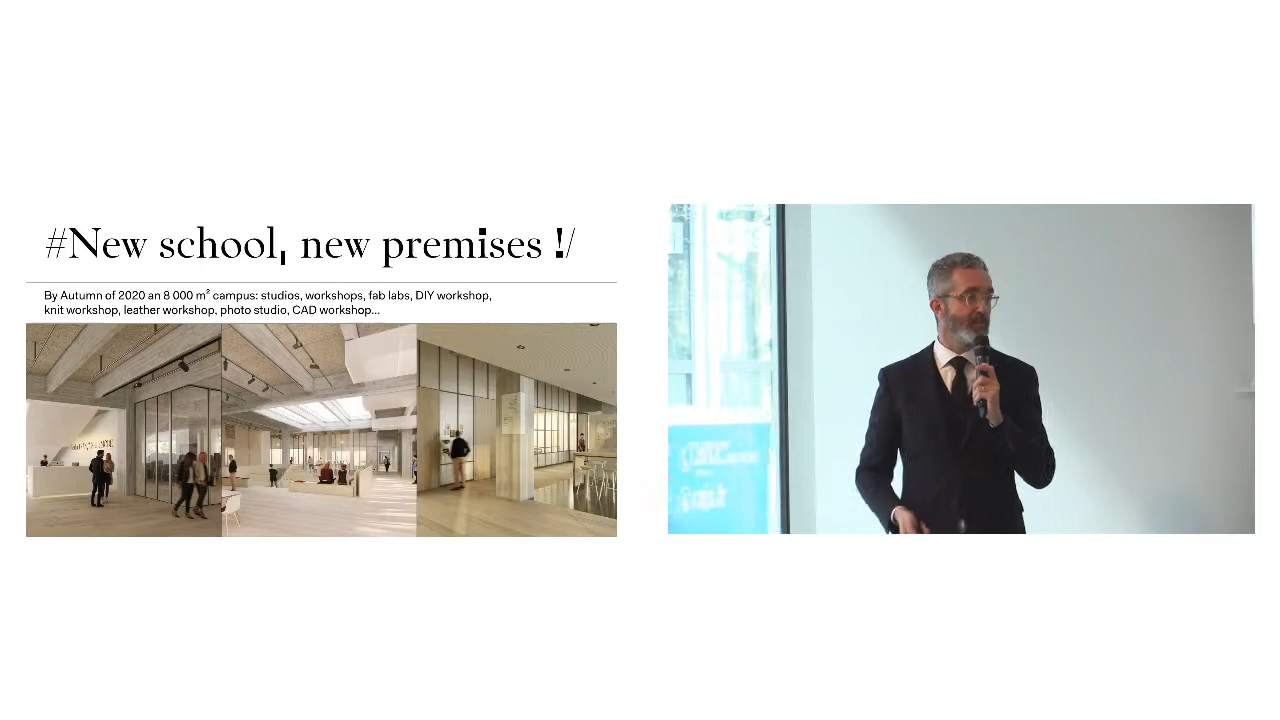 #New school, new premises !/
By Autumn of 2020 an 8 000 m² campus: studios, workshops, fab labs, DIY workshop,
knit workshop, leather workshop, photo studio, CAD workshop...